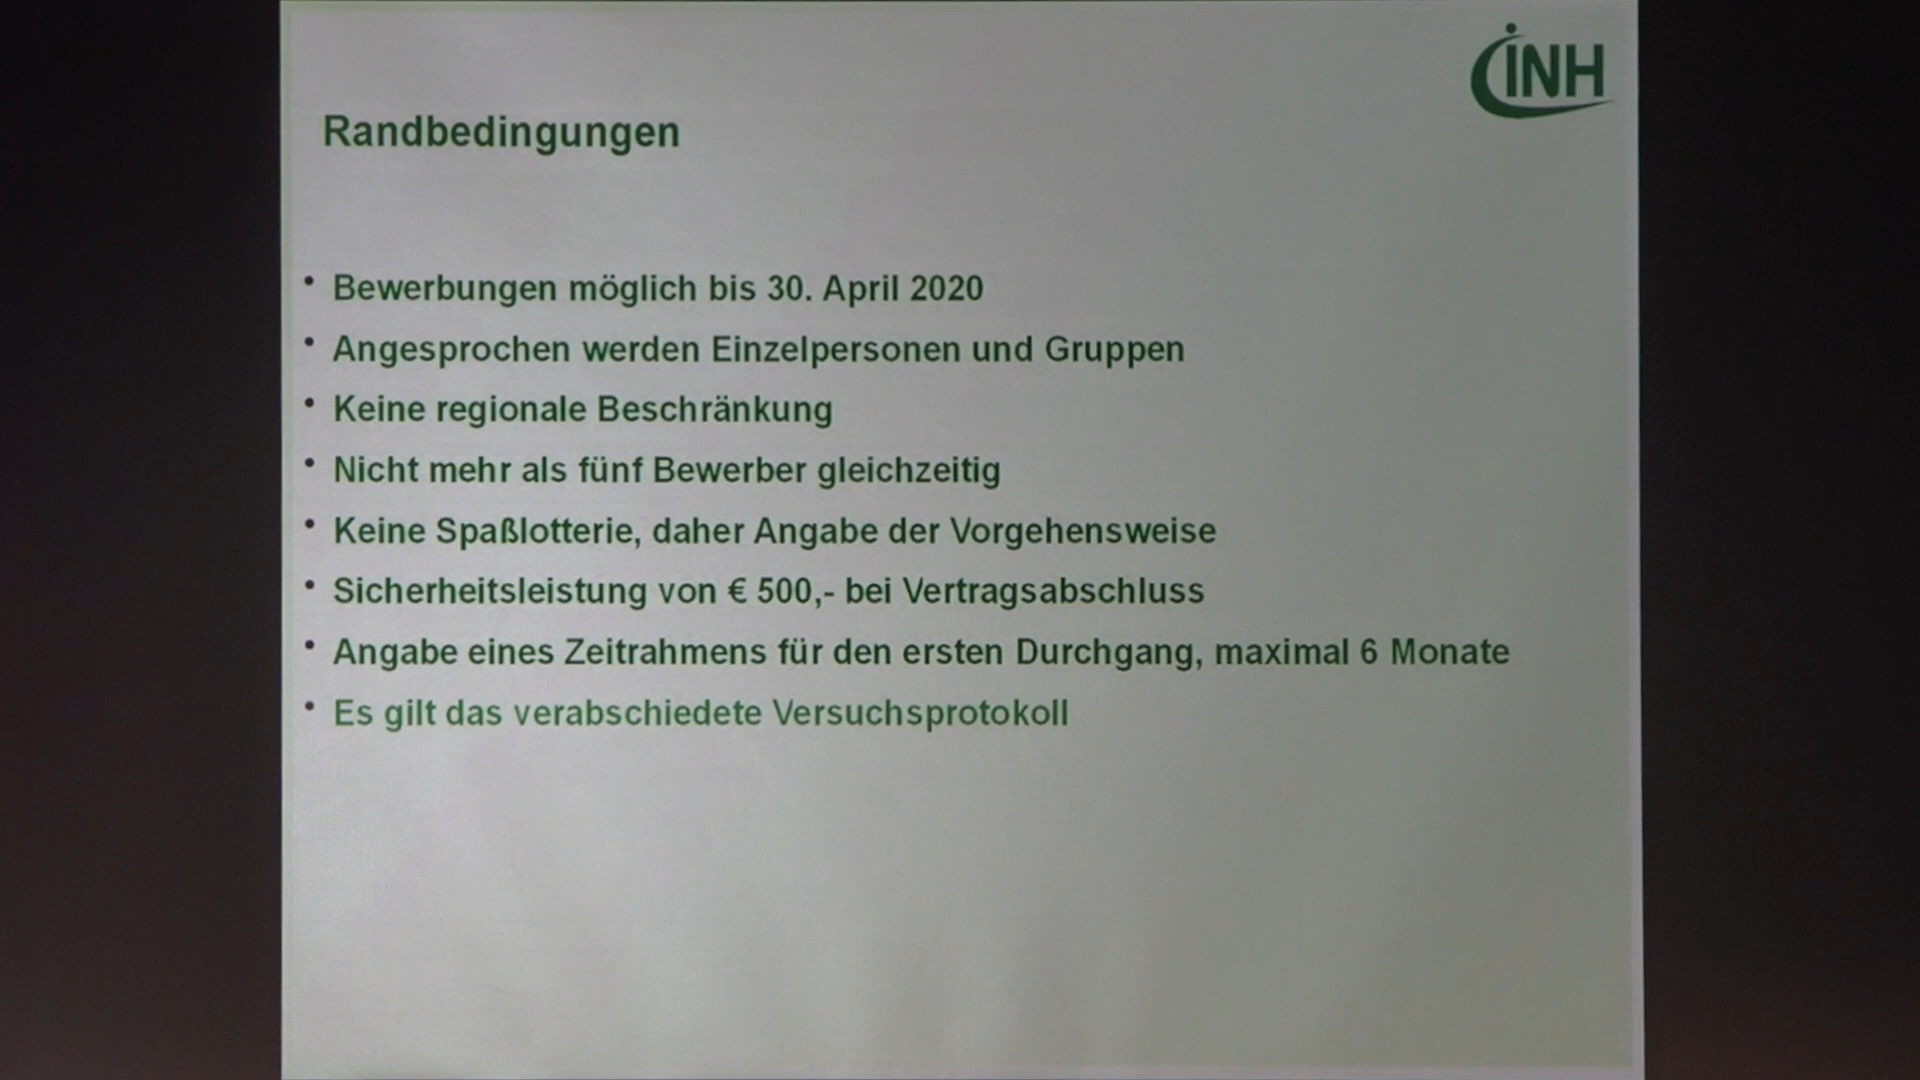 INH
Randbedingungen
• Bewerbungen möglich bis 30. April 2020
• Angesprochen werden Einzelpersonen und Gruppen
• Keine regionale Beschränkung
• Nicht mehr als fünf Bewerber gleichzeitig
• Keine Spaßlotterie, daher Angabe der Vorgehensweise
• Sicherheitsleistung von € 500,- bei Vertragsabschluss
• Angabe eines Zeitrahmens für den ersten Durchgang, maximal 6 Monate
• Es gilt das verabschiedete Versuchsprotokoll